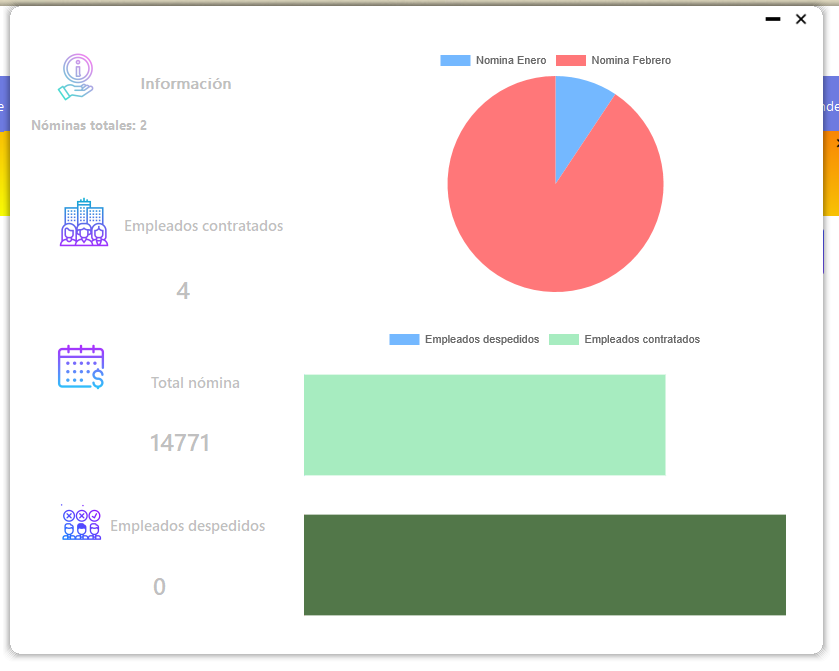 Información
Nóminas totales: 2
Empleados contratados
4
Total nómina
14771
Empleados despedidos
0
Nomina Enero
Nomina Febrero
Empleados despedidos
Empleados contratados